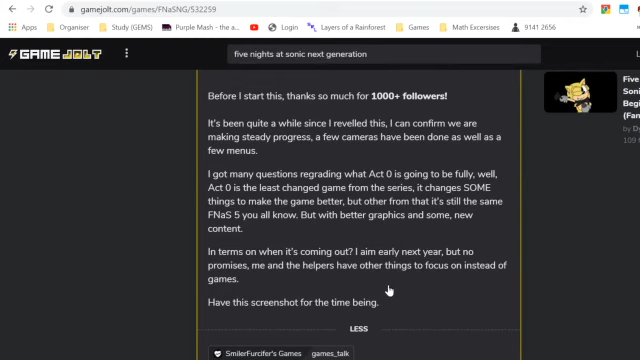 gamejolt.com/games/FNaSNG/532259
Apps
Organiser
Study (GEMS)
Purple Mash - the a...
Login
Layers of a Rainforest
Games
Math Excersises
9141 2656
GAME JOLT
five nights at sonic next generation
Before I start this, thanks so much for 1000+ followers!
It's been quite a while since I revelled this, I can confirm we are
making steady progress, a few cameras have been done as well as a
few menus.
I got many questions regrading what Act 0 is going to be fully, well,
Act 0 is the least changed game from the series, it changes SOME
things to make the game better, but other from that it's still the same
FNaS 5 you all know. But with better graphics and some, new
content.
In terms on when it's coming out? I aim early next year, but no
promises, me and the helpers have other things to focus on instead of
games.
Have this screenshot for the time being.
LESS
SmilerFurcifer's Games
games_talk
Five
Soni
Begi
(Fan
by D
109